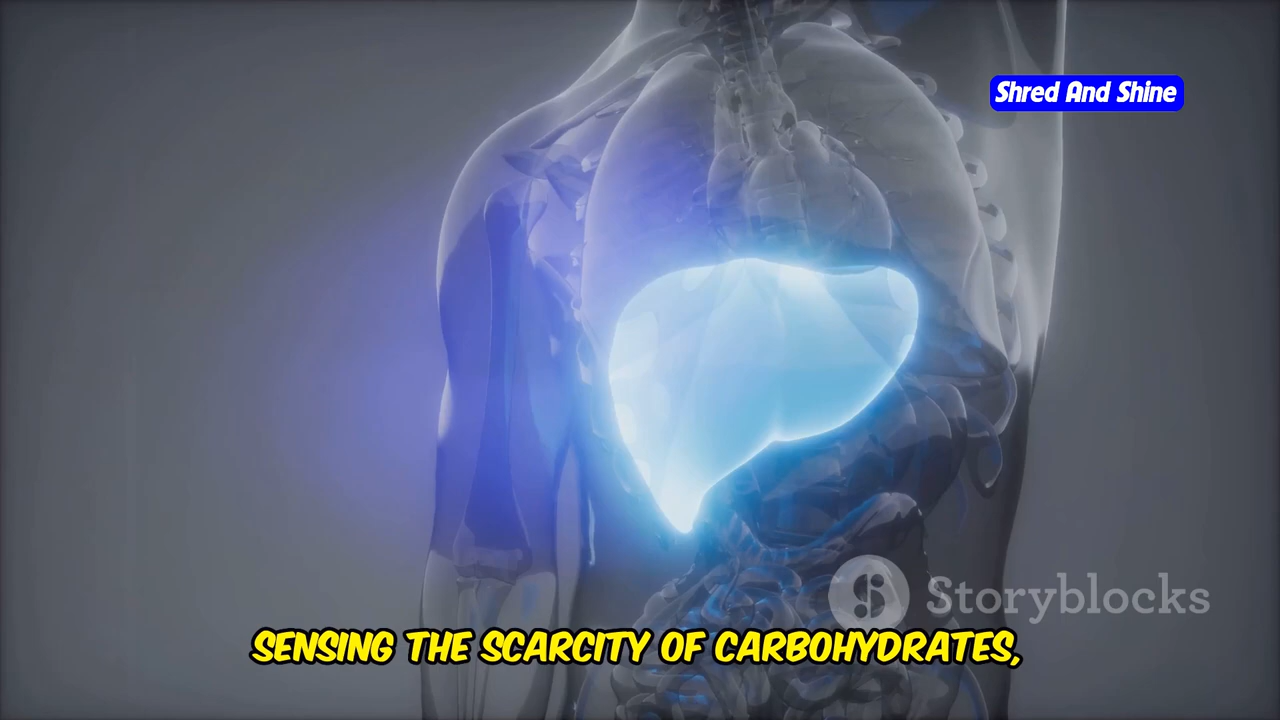 Shred And Shine
Storyblocks
SENSING THE SCARCITY OF CARBOHYDRATES,